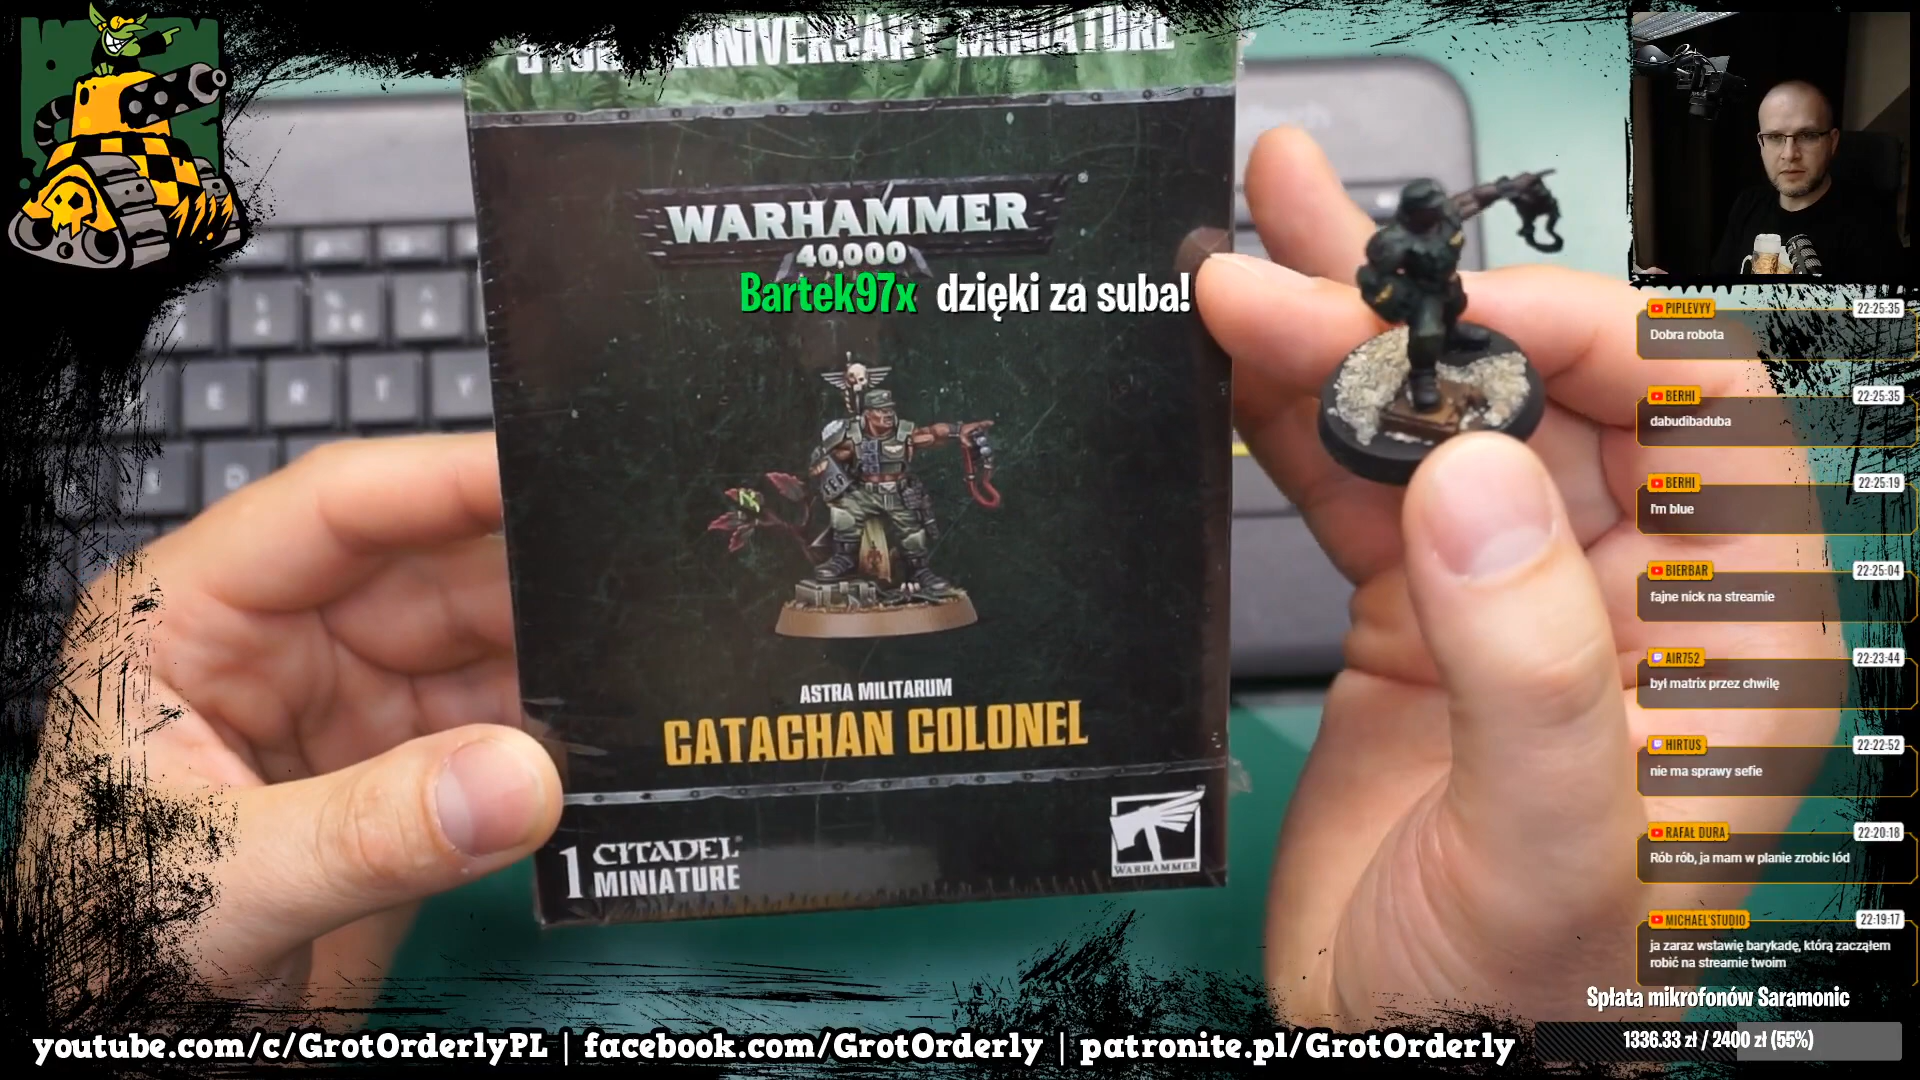 ANNIVERSARY MINIATURE
WARHAMMER
40,000
Bartek97x dzięki za suba!
ASTRA MILITARUM
CATACHAN COLONEL
1 CITADEL
MINIATURE
WARHAMMER
E R T Y
D
PIPLEVYY 22:25:35
Dobra robota
BERHI 22:25:35
dabudibaduba
BERHI 22:25:19
I'm blue
BIERBAR 22:25:04
fajne nick na streamie
AIR752 22:23:44
był matrix przez chwilę
HIRTUS 22:22:52
nie ma sprawy sefie
RAFAŁ DURA 22:20:18
Rób rób, ja mam w planie zrobic łód
MICHAEL'STUDIO 22:19:17
ja zaraz wstawię barykadę, którą zacząłem
robić na streamie twoim
Spłata mikrofonów Saramonic
1336.33 zł / 2400 zł (55%)
youtube.com/c/GrotOrderlyPL | facebook.com/GrotOrderly | patronite.pl/GrotOrderly